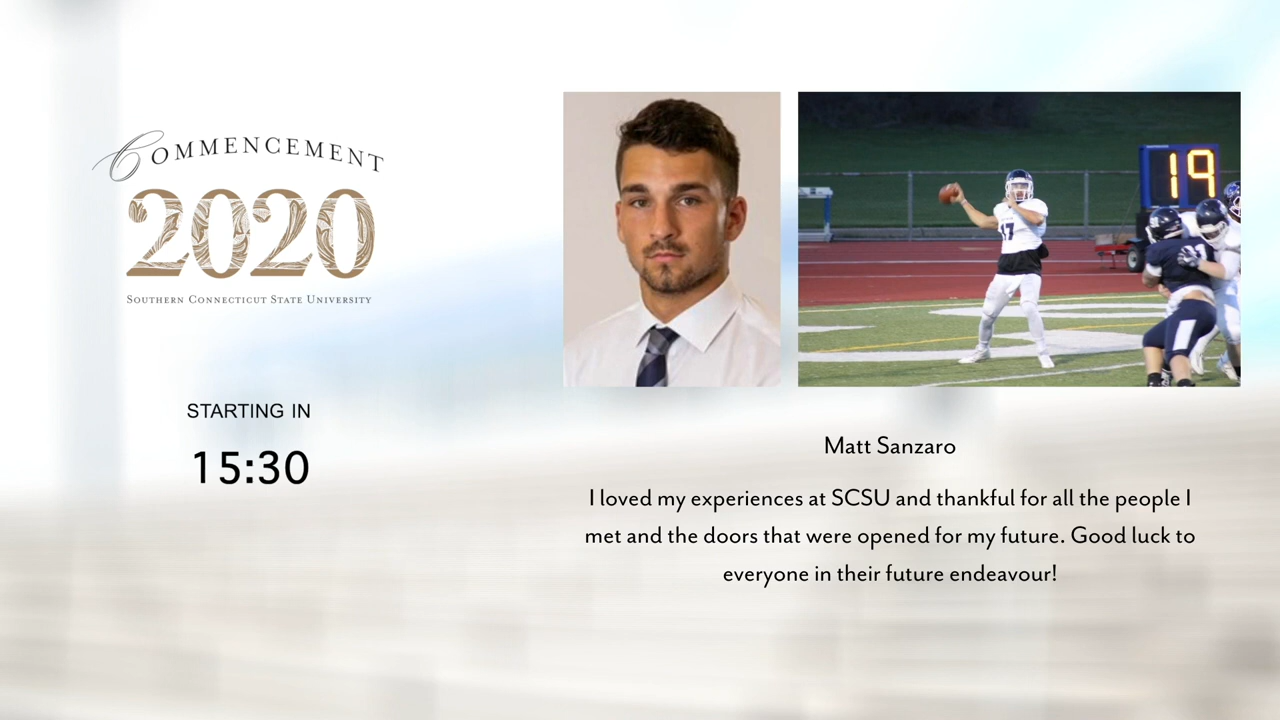 COMMENCEMENT
2020
SOUTHERN CONNECTICUT STATE UNIVERSITY
STARTING IN
15:30
19
17
Matt Sanzaro
I loved my experiences at SCSU and thankful for all the people I
met and the doors that were opened for my future. Good luck to
everyone in their future endeavour!